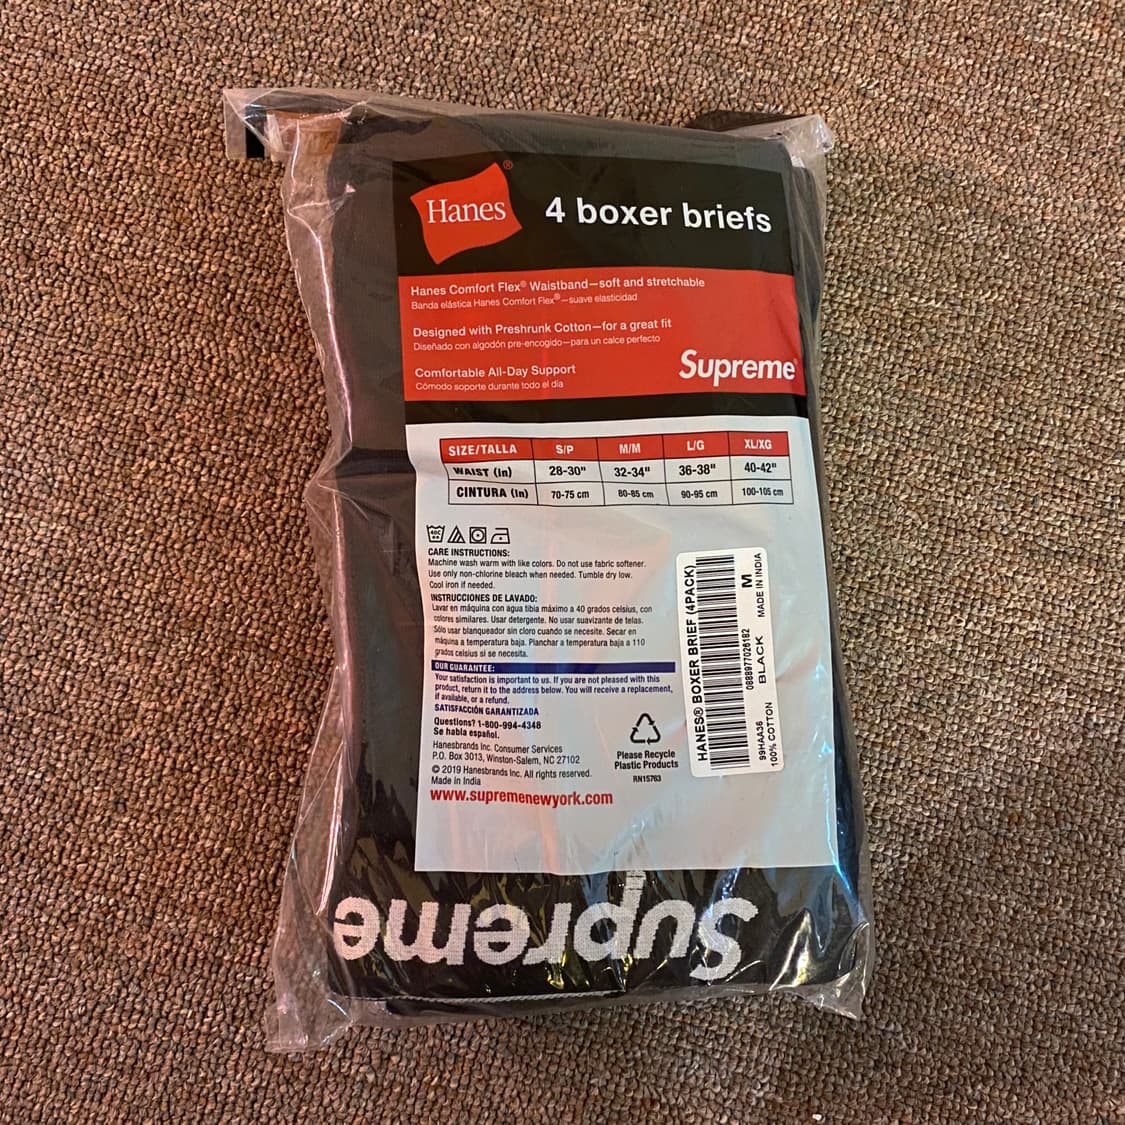 Hanes®
4 boxer briefs
Hanes Comfort Flex® Waistband—soft and stretchable
Banda elástica Hanes Comfort Flex®—suave elasticidad
Designed with Preshrunk Cotton—for a great fit
Diseñado con algodón pre-encogido—para un calce perfecto
Comfortable All-Day Support
Cómodo soporte durante todo el día
Supreme
SIZE/TALLA S/P M/M L/G XL/XG
WAIST (in) 28-30" 32-34" 36-38" 40-42"
CINTURA (In) 70-75 cm 80-85 cm 90-95 cm 100-105 cm
40C
CARE INSTRUCTIONS:
Machine wash warm with like colors. Do not use fabric softener.
Use only non-chlorine bleach when needed. Tumble dry low.
Cool iron if needed.
INSTRUCCIONES DE LAVADO:
Lavar en máquina con agua tibia máximo a 40 grados celsius, con
colores similares. Usar detergente. No usar suavizante de telas.
Sólo usar blanqueador sin cloro cuando se necesite. Secar en
máquina a temperatura baja. Planchar a temperatura baja a 110
grados celsius si se necesita.
OUR GUARANTEE:
Your satisfaction is important to us. If you are not pleased with this
product, return it to the address below. You will receive a replacement,
if available, or a refund.
SATISFACCIÓN GARANTIZADA
Questions? 1-800-994-4348
Se habla español.
Hanesbrands Inc. Consumer Services
P.O. Box 3013, Winston-Salem, NC 27102
© 2019 Hanesbrands Inc. All rights reserved.
Made in India
www.supremenewyork.com
Please Recycle
Plastic Products
RN15763
HANES® BOXER BRIEF (4PACK)
0888977026182
99HAA36 BLACK M
100% COTTON MADE IN INDIA
Supreme